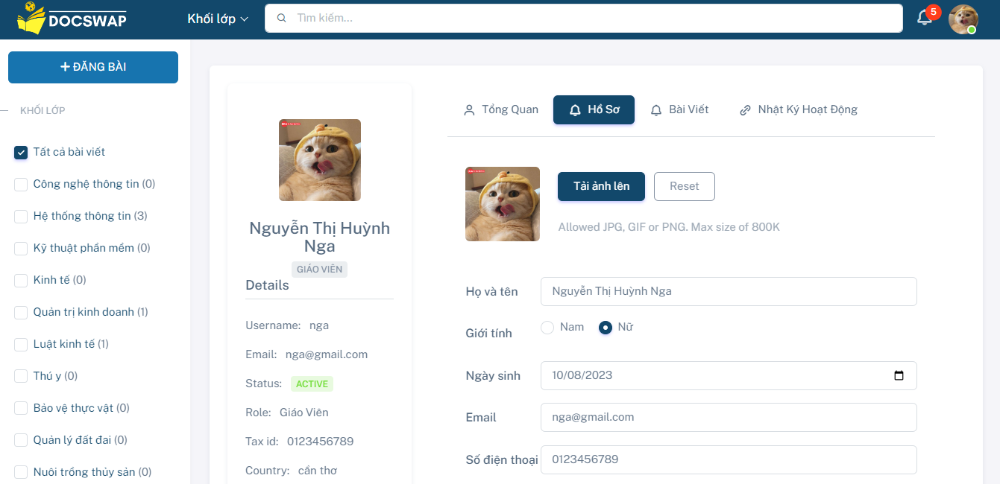 DOCSWAP
Khối lớp
Tìm kiếm...
5
+ ĐĂNG BÀI
KHỐI LỚP
Tất cả bài viết
Công nghệ thông tin (0)
Hệ thống thông tin (3)
Kỹ thuật phần mềm (0)
Kinh tế (0)
Quản trị kinh doanh (1)
Luật kinh tế (1)
Thú y (0)
Bảo vệ thực vật (0)
Quản lý đất đai (0)
Nuôi trồng thủy sản (0)
Nguyễn Thị Huỳnh
Nga
GIÁO VIÊN
Details
Username: nga
Email: nga@gmail.com
Status: ACTIVE
Role: Giáo Viên
Tax id: 0123456789
Country: cần thơ
Tổng Quan
Hồ Sơ
Bài Viết
Nhật Ký Hoạt Động
Tải ảnh lên
Reset
Allowed JPG, GIF or PNG. Max size of 800K
Họ và tên
Nguyễn Thị Huỳnh Nga
Giới tính
Nam
Nữ
Ngày sinh
10/08/2023
Email
nga@gmail.com
Số điện thoại
0123456789